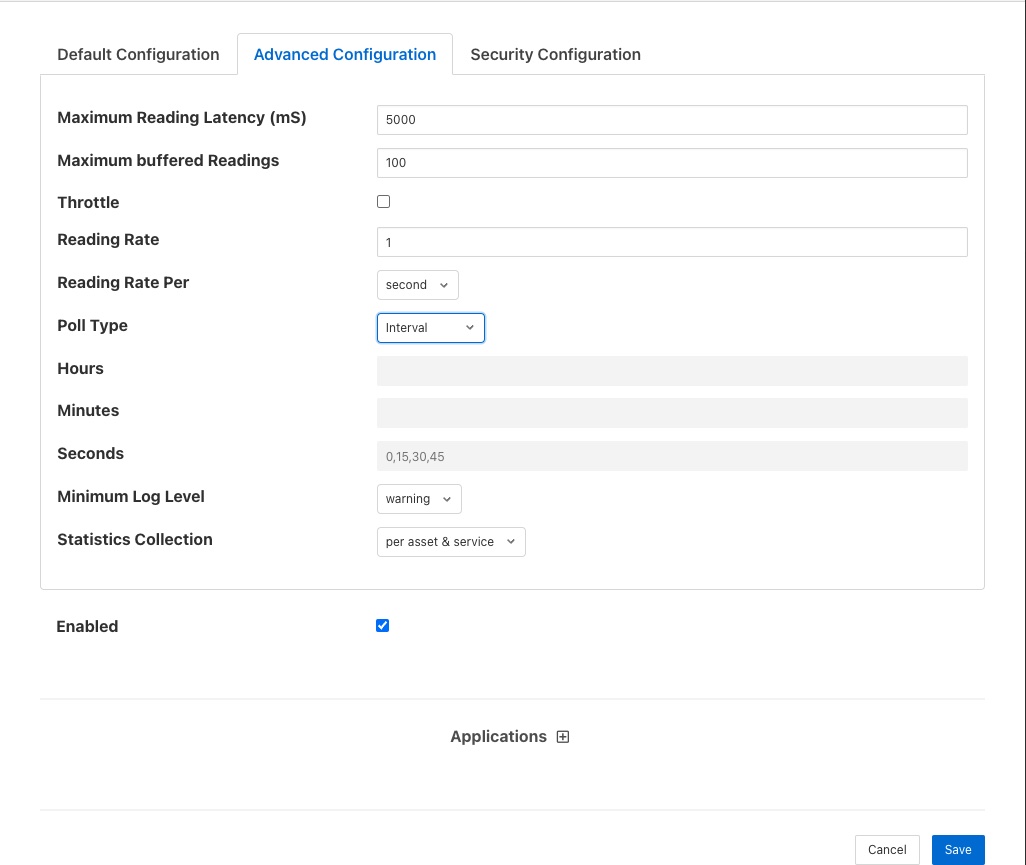 Default Configuration Advanced Configuration Security Configuration
Maximum Reading Latency (mS) 5000
Maximum buffered Readings 100
Throttle
Reading Rate 1
Reading Rate Per second
Poll Type Interval
Hours
Minutes
Seconds 0,15,30,45
Minimum Log Level warning
Statistics Collection per asset & service
Enabled
Applications
Cancel Save